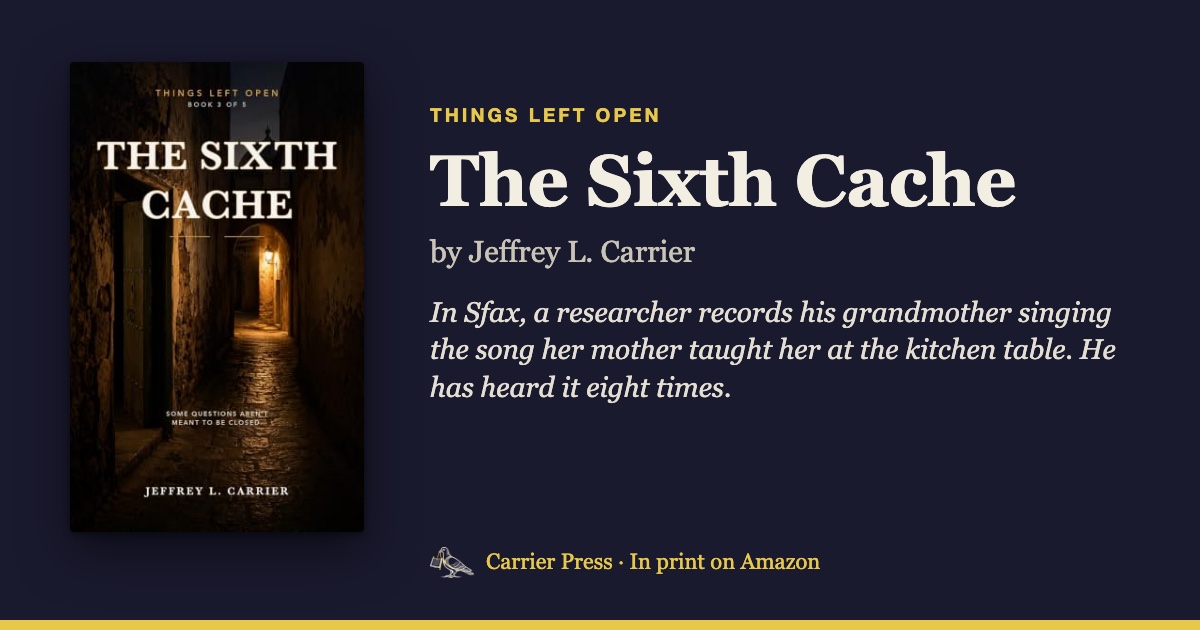 THINGS LEFT OPEN
BOOK 3 OF 5
THE SIXTH
CACHE
SOME QUESTIONS AREN'T
MEANT TO BE CLOSED
JEFFREY L. CARRIER
THINGS LEFT OPEN
The Sixth Cache
by Jeffrey L. Carrier
In Sfax, a researcher records his grandmother singing
the song her mother taught her at the kitchen table. He
has heard it eight times.
Carrier Press · In print on Amazon